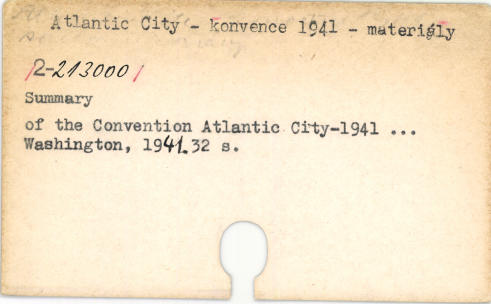 Atlantic City - konvence 1941 - materiály
2-213000
Summary
of the Convention Atlantic City-1941 ...
Washington, 1941. 32 s.